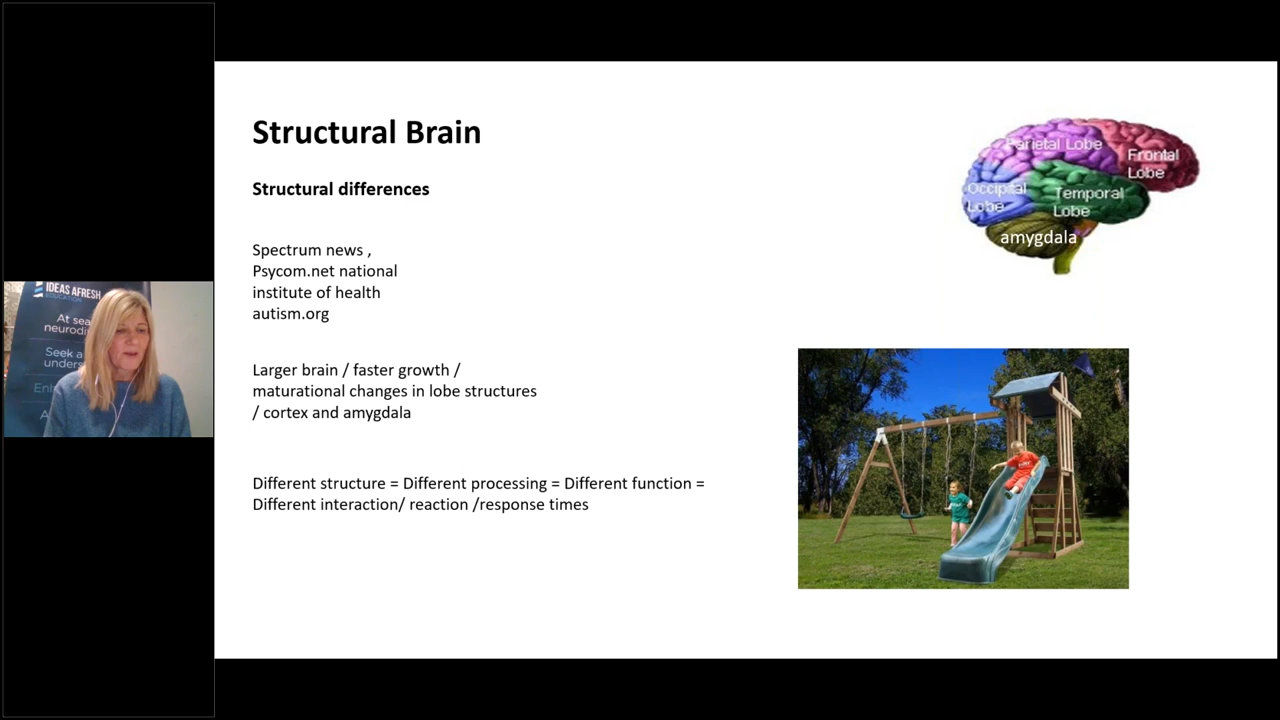 Structural Brain
Structural differences
Spectrum news ,
Psycom.net national
institute of health
autism.org
Larger brain / faster growth /
maturational changes in lobe structures
/ cortex and amygdala
Different structure = Different processing = Different function =
Different interaction/ reaction /response times
Parietal Lobe
Frontal
Lobe
Occipital
Lobe
Temporal
Lobe
amygdala
IDEAS AFRESH
EDUCATION
At sea
neurodi
Seek a
unders